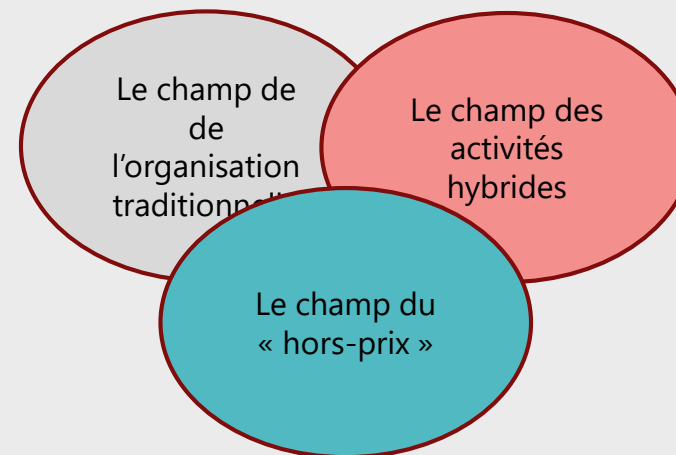 Le champ de
de
l’organisation
Le champ des
activités
hybrides
Le champ du
« hors-prix »